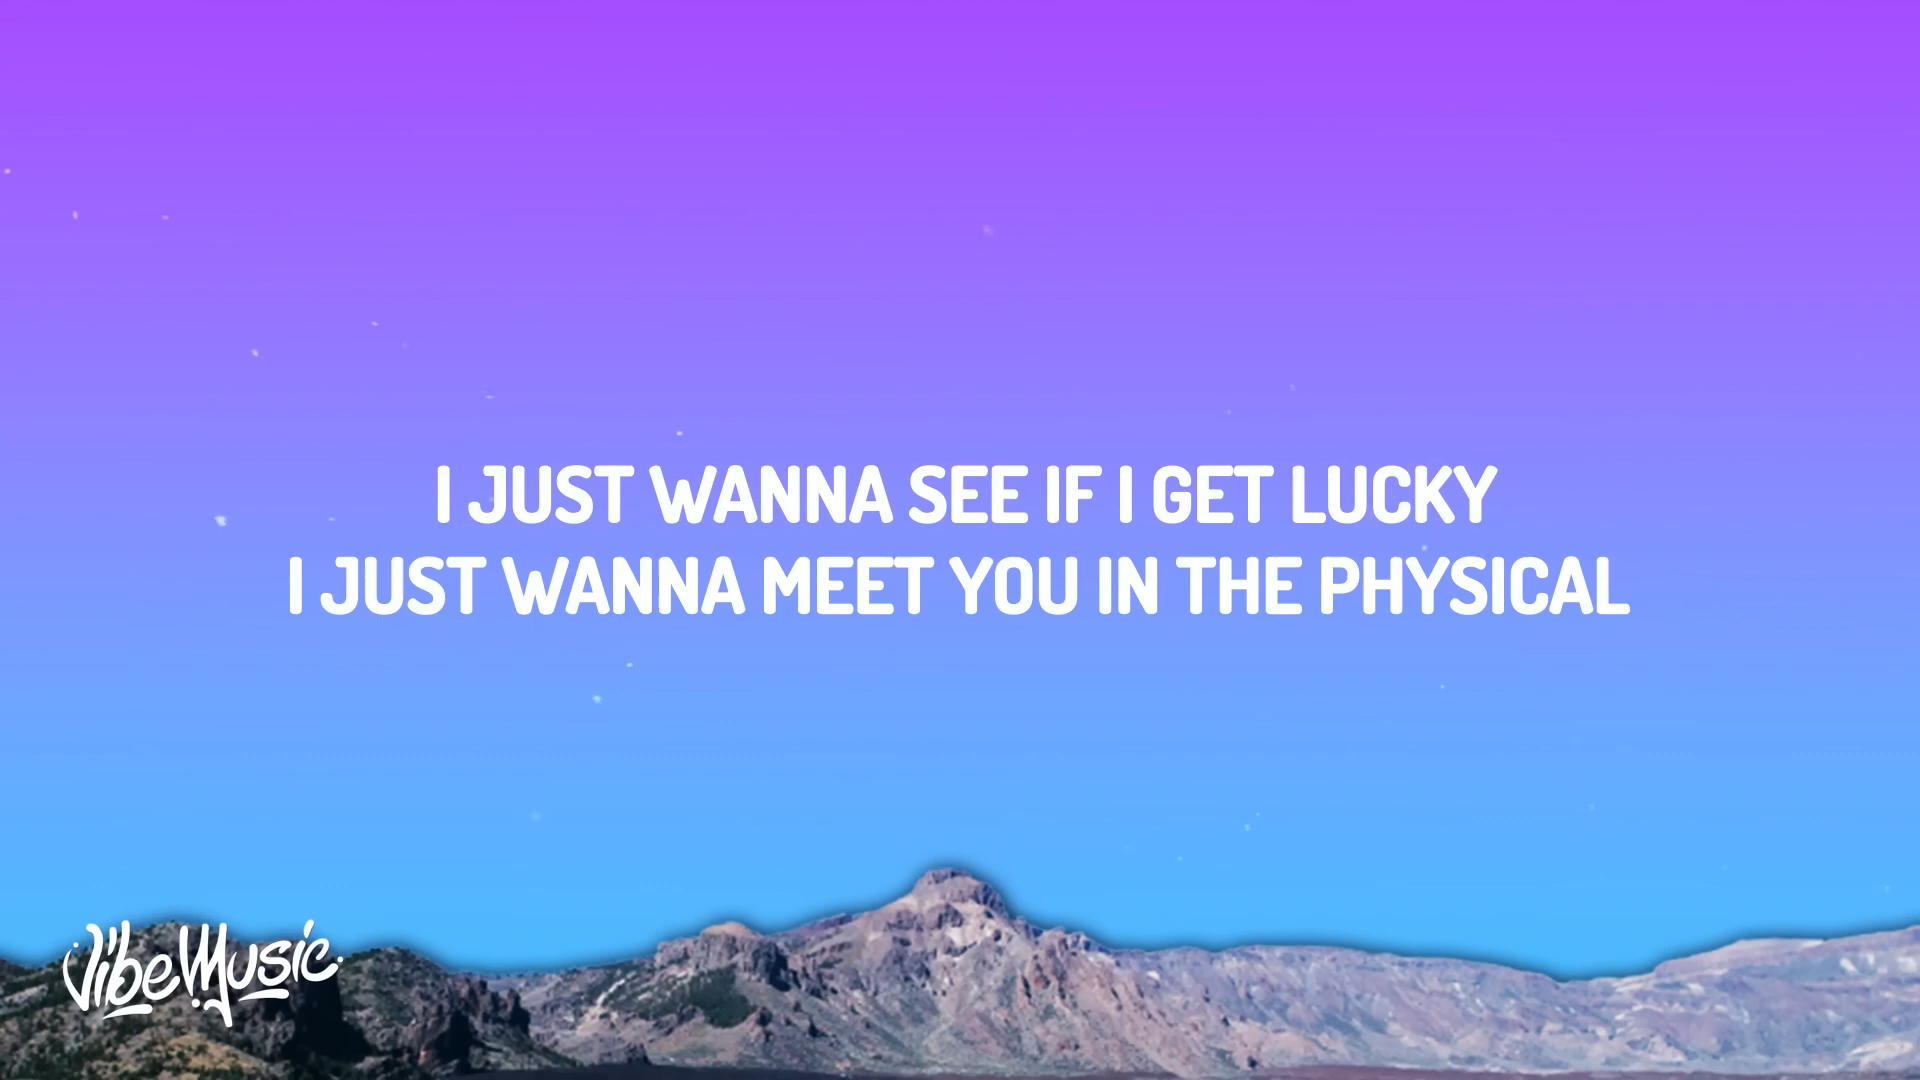 I JUST WANNA SEE IF I GET LUCKY
I JUST WANNA MEET YOU IN THE PHYSICAL
VibeMusic